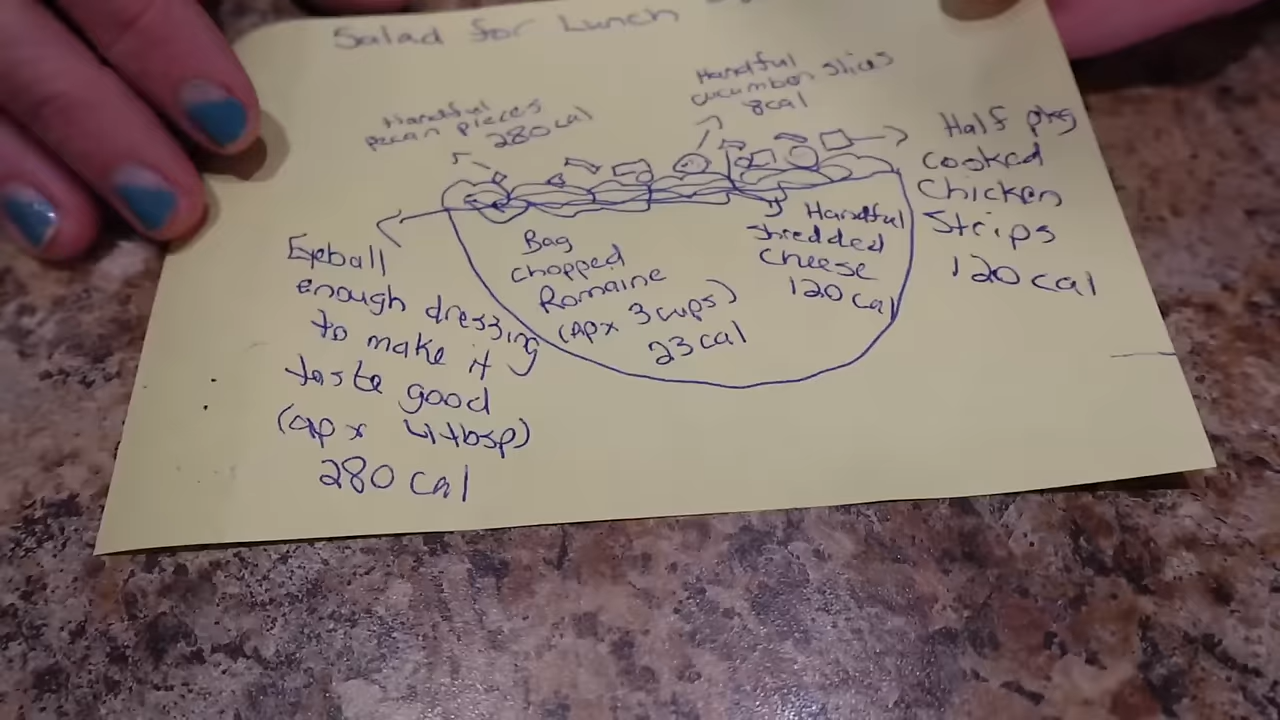 Salad for Lunch
Handful
pecan pieces
280 cal
Handful
cucumber slices
8cal
Half pkg
cooked
Chicken
Strips
120 cal
Eyeball
enough dressing
to make it
taste good
(apx 4 tbsp)
280 cal
Bag
chopped
Romaine
(apx 3 cups)
23 cal
Handful
shredded
cheese
120 cal